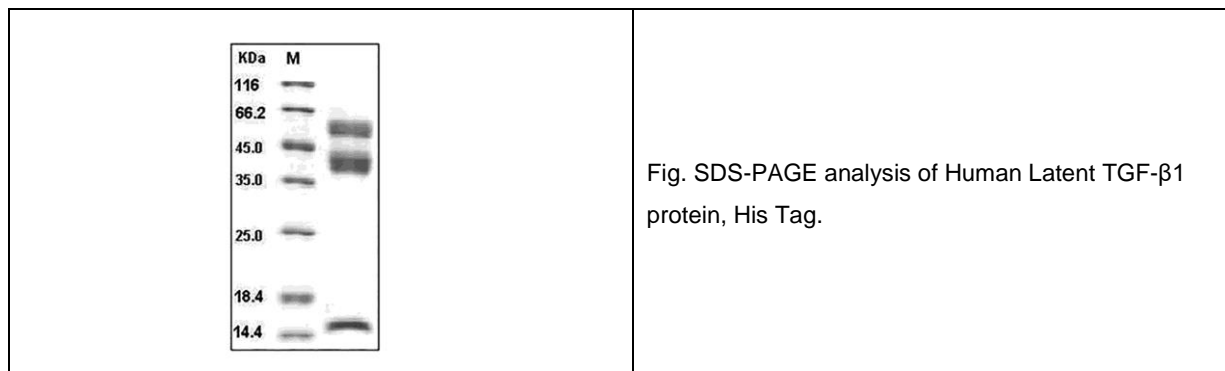 KDa M
116
66.2
45.0
35.0
25.0
18.4
14.4
Fig. SDS-PAGE analysis of Human Latent TGF-β1
protein, His Tag.